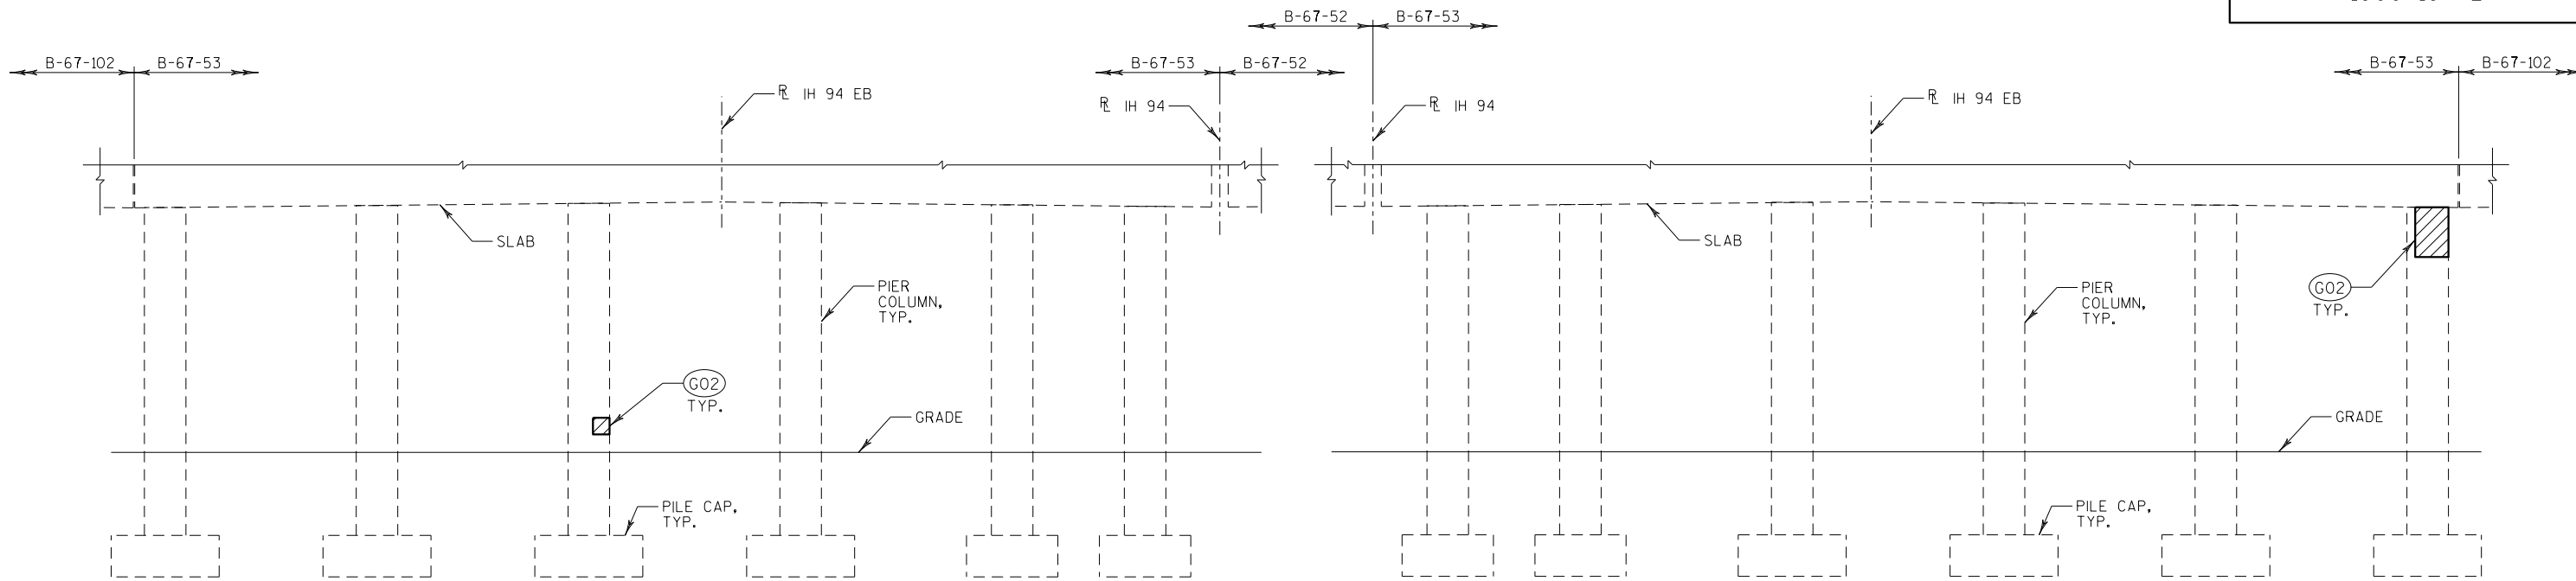 B-67-52
B-67-53
B-67-102
B-67-53
B-67-53
B-67-52
B-67-53
B-67-102
IH 94 EB
IH 94
IH 94
IH 94 EB
SLAB
SLAB
PIER
COLUMN,
TYP.
PIER
COLUMN,
TYP.
G02
TYP.
G02
TYP.
GRADE
GRADE
PILE CAP,
TYP.
PILE CAP,
TYP.